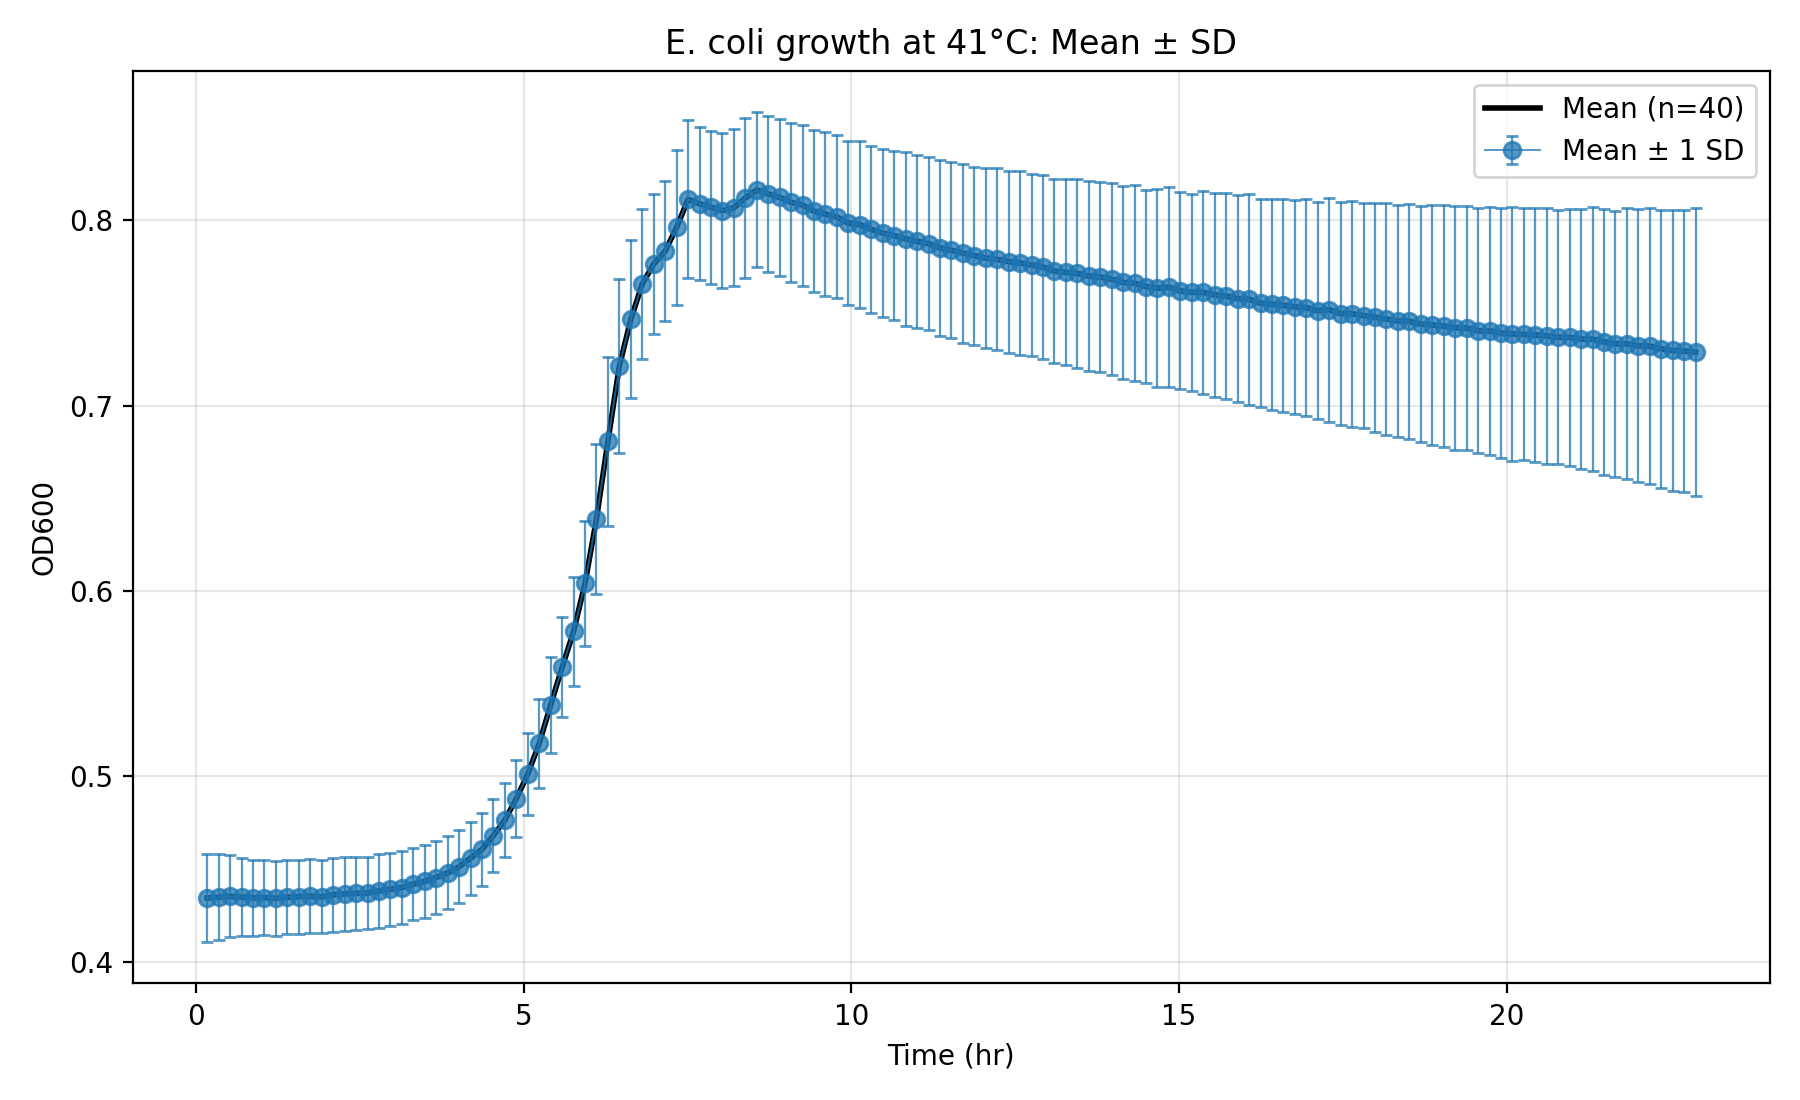 E. coli growth at 41°C: Mean ± SD
Mean (n=40)
Mean ± 1 SD
OD600
0.8
0.7
0.6
0.5
0.4
0
5
10
15
20
Time (hr)